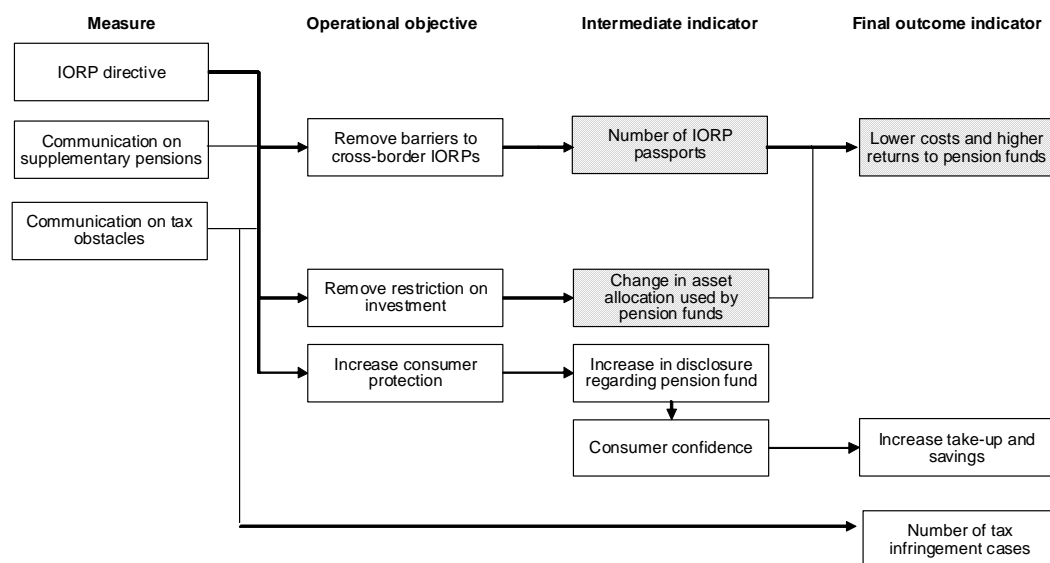 Measure
Operational objective
Intermediate indicator
Final outcome indicator
IORP directive
Communication on
supplementary pensions
Remove barriers to
cross-border IORPs
Number of IORP
passports
Lower costs and higher
returns to pension funds
Communication on tax
obstacles
Remove restriction on
investment
Change in asset
allocation used by
pension funds
Increase consumer
protection
Increase in disclosure
regarding pension fund
Consumer confidence
Increase take-up and
savings
Number of tax
infringement cases